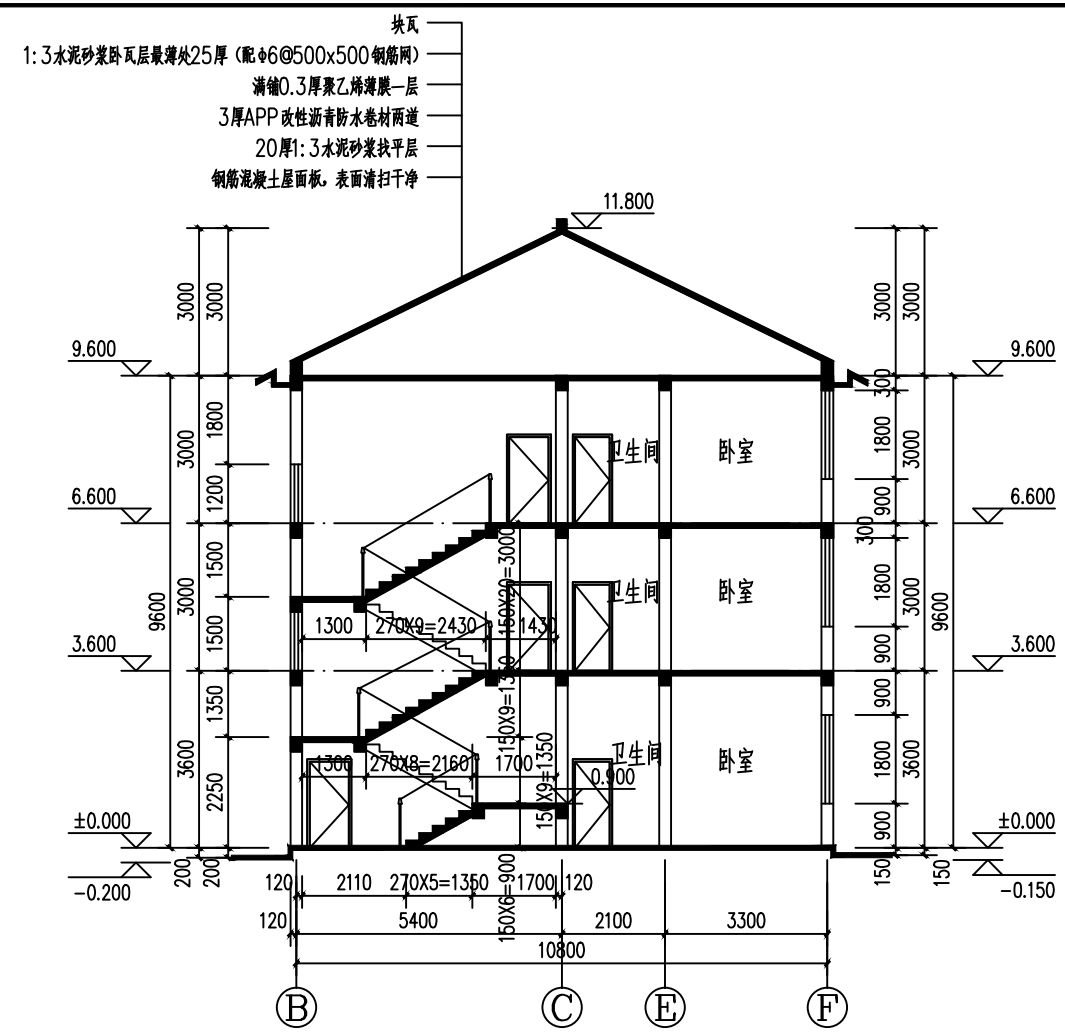 块瓦
1:3水泥砂浆卧瓦层最薄处25厚（配φ6@500x500钢筋网）
满铺0.3厚聚乙烯薄膜一层
3厚APP改性沥青防水卷材两道
20厚1:3水泥砂浆找平层
钢筋混凝土屋面板，表面清扫干净
11.800
3000
3000
3000
3000
9.600
9.600
300
1800
3000
1800
3000
卫生间
卧室
1200
900
6.600
6.600
300
1500
3000
9600
150X20=3000
卫生间
卧室
1800
3000
9600
1300
270X9=2430
1430
1500
900
3.600
3.600
1350
150X9=1350
900
3600
2250
1300
270X8=2160
1700
卫生间
卧室
0.900
150X9=1350
1800
3600
900
±0.000
±0.000
200
200
-0.200
150
150
-0.150
120
2110
270X5=1350
1700
120
150X6=900
120
5400
2100
3300
10800
B
C
E
F